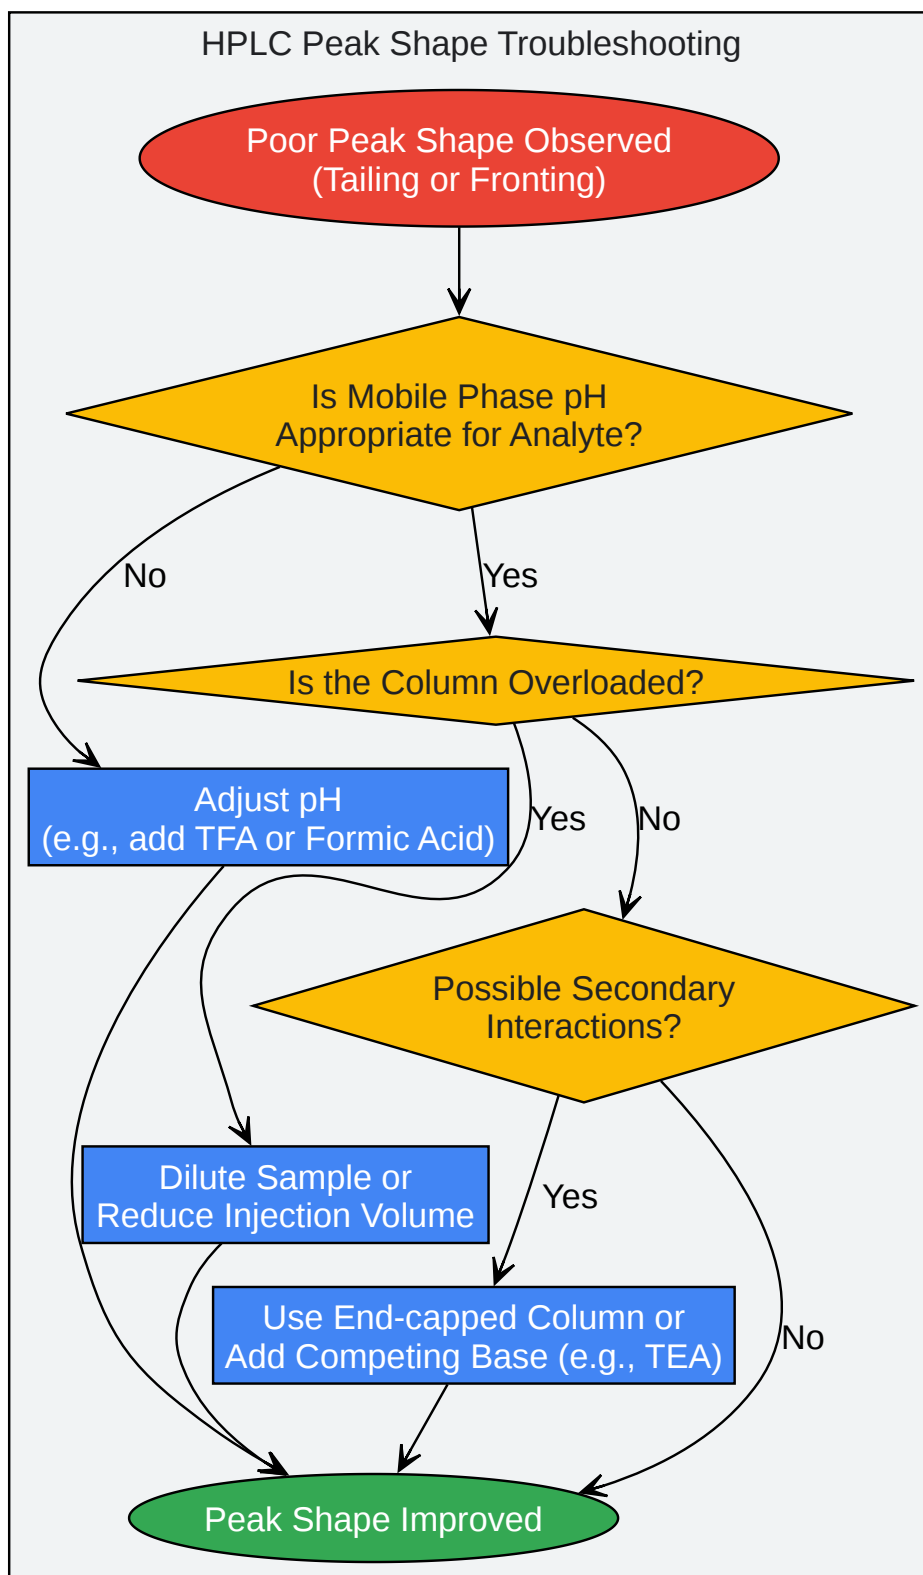 HPLC Peak Shape Troubleshooting
Poor Peak Shape Observed
(Tailing or Fronting)
Is Mobile Phase pH
Appropriate for Analyte?
No
Yes
Is the Column Overloaded?
Adjust pH
(e.g., add TFA or Formic Acid)
Yes
No
Possible Secondary
Interactions?
Dilute Sample or
Reduce Injection Volume
Yes
Use End-capped Column or
Add Competing Base (e.g., TEA)
No
Peak Shape Improved